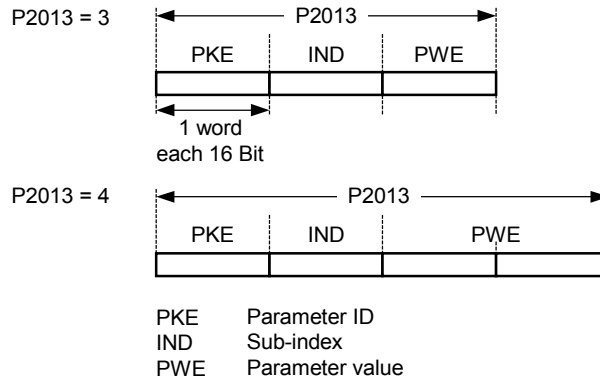 P2013 = 3 P2013
PKE IND PWE
1 word
each 16 Bit
P2013 = 4 P2013
PKE IND PWE
PKE Parameter ID
IND Sub-index
PWE Parameter value